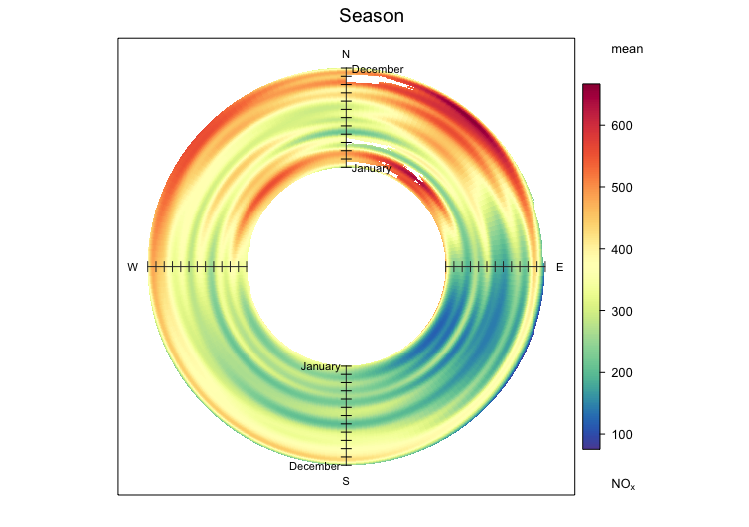 Season
mean
N
December
January
W
E
January
December
S
600
500
400
300
200
100
NOₓ